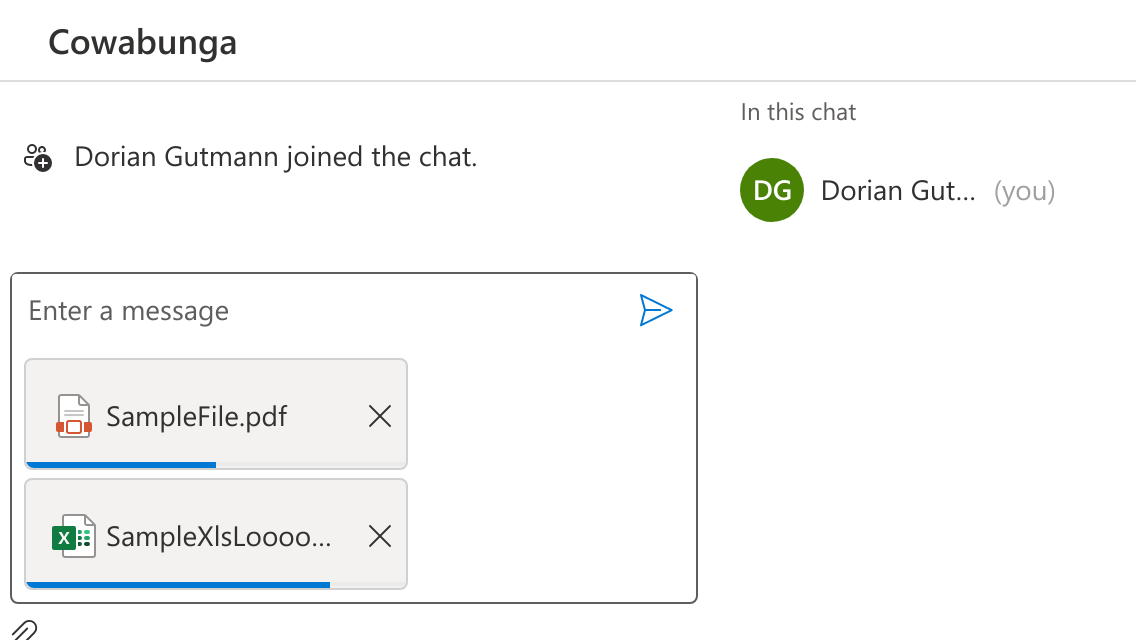 Cowabunga
Dorian Gutmann joined the chat.
Enter a message
SampleFile.pdf
X
SampleXlsLoooo...
In this chat
DG
Dorian Gut... (you)